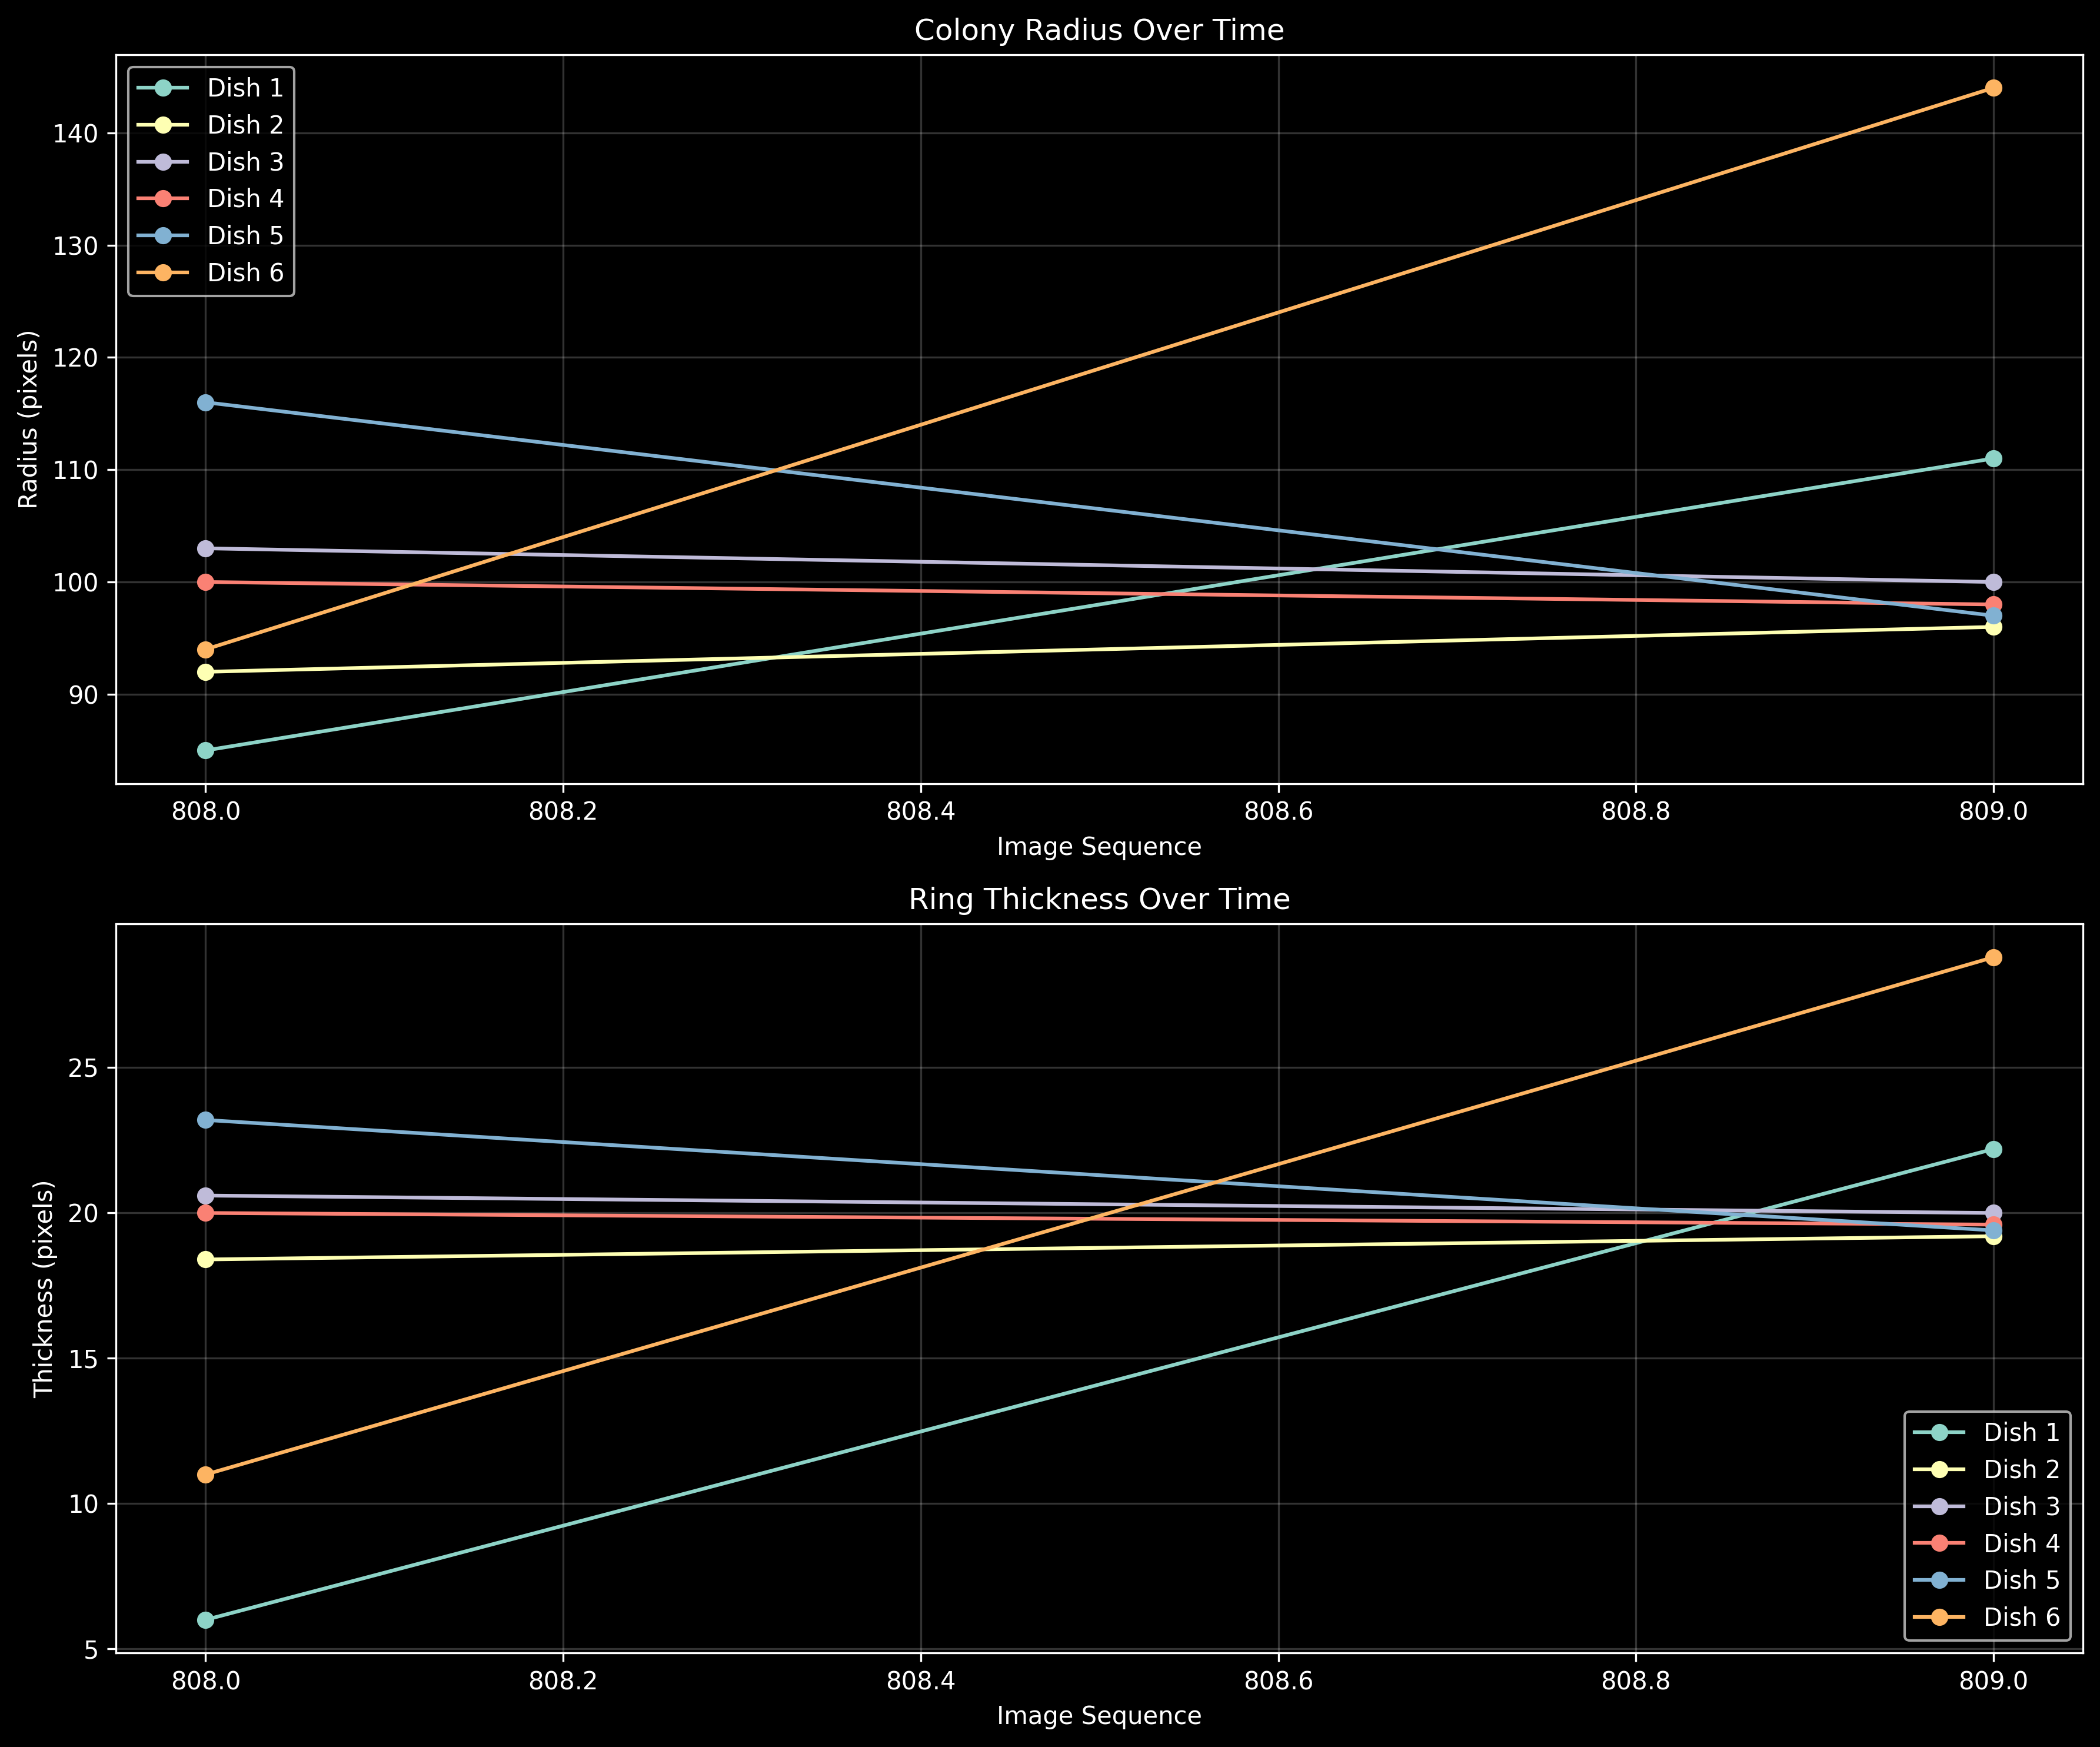 Colony Radius Over Time
Dish 1
Dish 2
Dish 3
Dish 4
Dish 5
Dish 6
140
130
120
110
100
90
Radius (pixels)
808.0 808.2 808.4 808.6 808.8 809.0
Image Sequence
Ring Thickness Over Time
25
20
15
10
5
Thickness (pixels)
Dish 1
Dish 2
Dish 3
Dish 4
Dish 5
Dish 6
808.0 808.2 808.4 808.6 808.8 809.0
Image Sequence